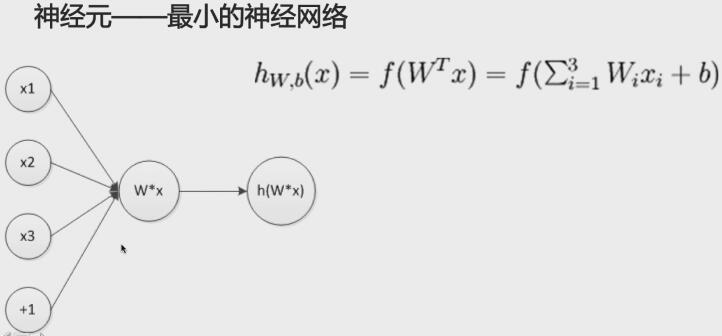 神经元——最小的神经网络
h_{W,b}(x) = f(W^T x) = f(∑_{i=1}^3 W_i x_i + b)
x1
x2
W*x
h(W*x)
x3
+1